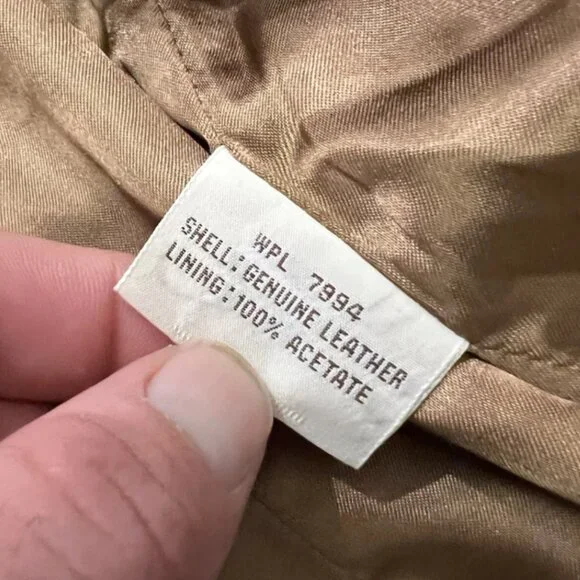 WPL 7994
SHELL: GENUINE LEATHER
LINING: 100% ACETATE